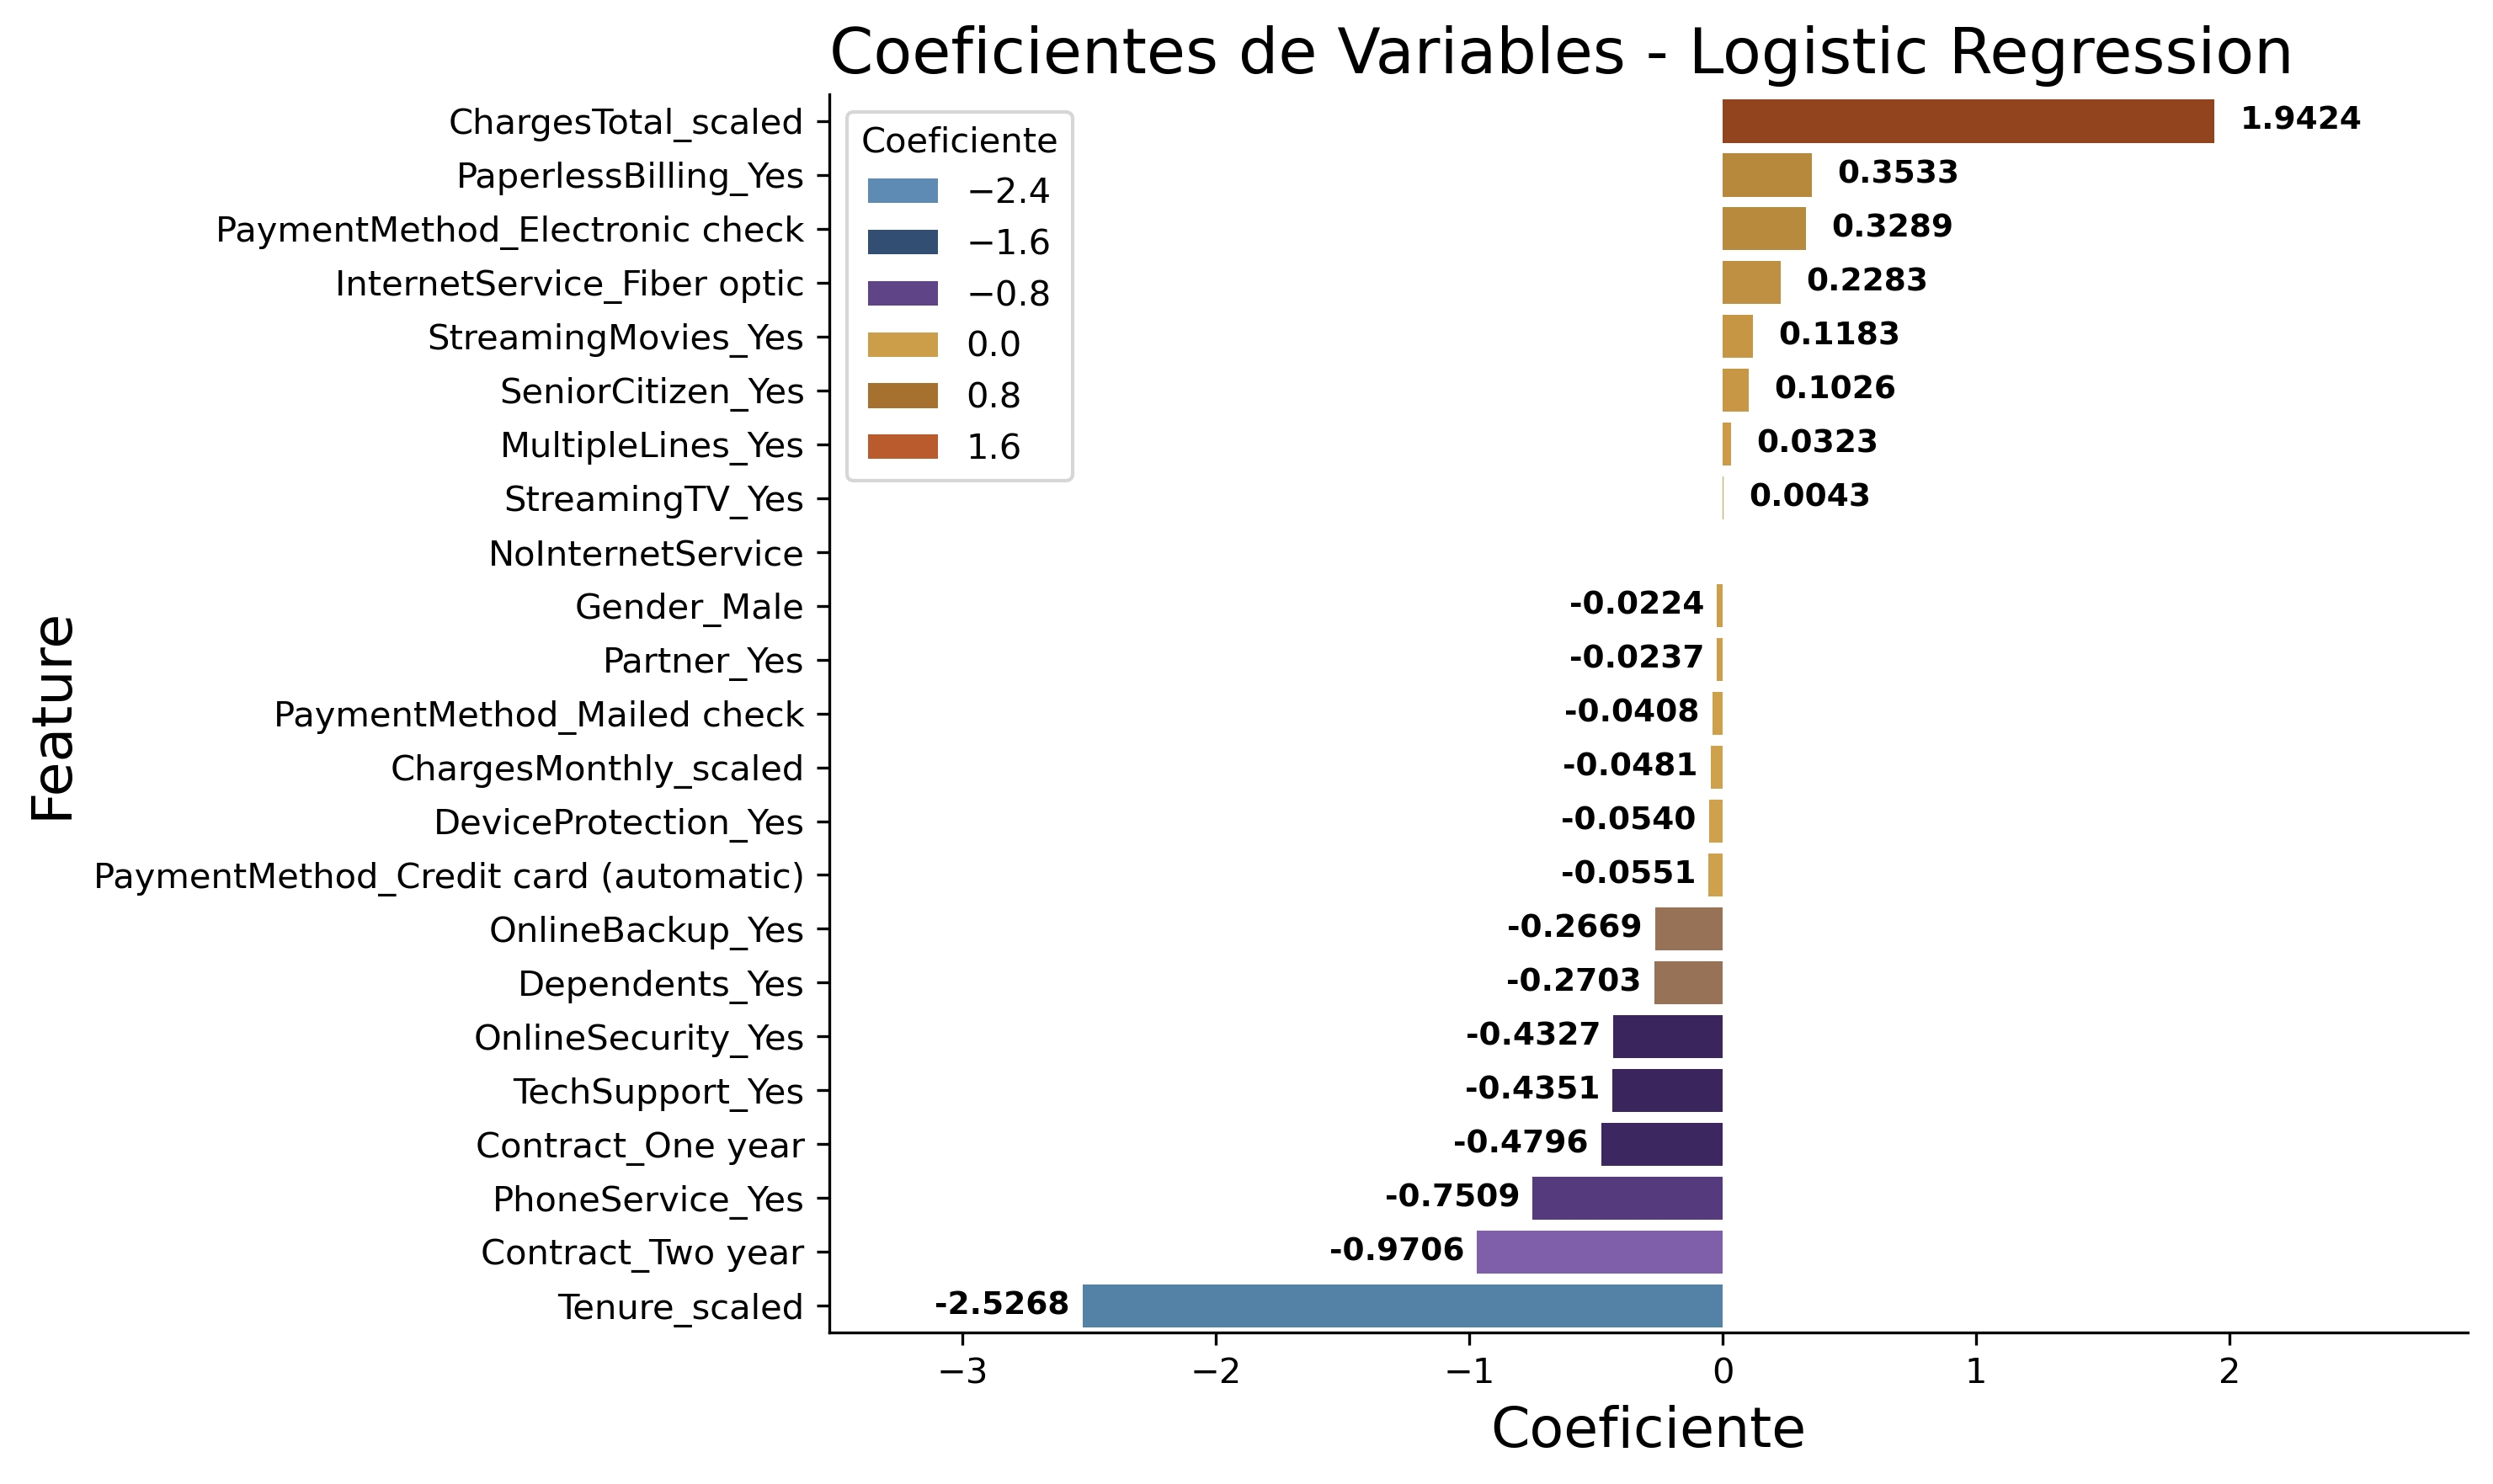 Coeficientes de Variables - Logistic Regression
Coeficiente
−2.4
−1.6
−0.8
0.0
0.8
1.6
Feature
ChargesTotal_scaled 1.9424
PaperlessBilling_Yes 0.3533
PaymentMethod_Electronic check 0.3289
InternetService_Fiber optic 0.2283
StreamingMovies_Yes 0.1183
SeniorCitizen_Yes 0.1026
MultipleLines_Yes 0.0323
StreamingTV_Yes 0.0043
NoInternetService
Gender_Male -0.0224
Partner_Yes -0.0237
PaymentMethod_Mailed check -0.0408
ChargesMonthly_scaled -0.0481
DeviceProtection_Yes -0.0540
PaymentMethod_Credit card (automatic) -0.0551
OnlineBackup_Yes -0.2669
Dependents_Yes -0.2703
OnlineSecurity_Yes -0.4327
TechSupport_Yes -0.4351
Contract_One year -0.4796
PhoneService_Yes -0.7509
Contract_Two year -0.9706
Tenure_scaled -2.5268
−3 −2 −1 0 1 2
Coeficiente